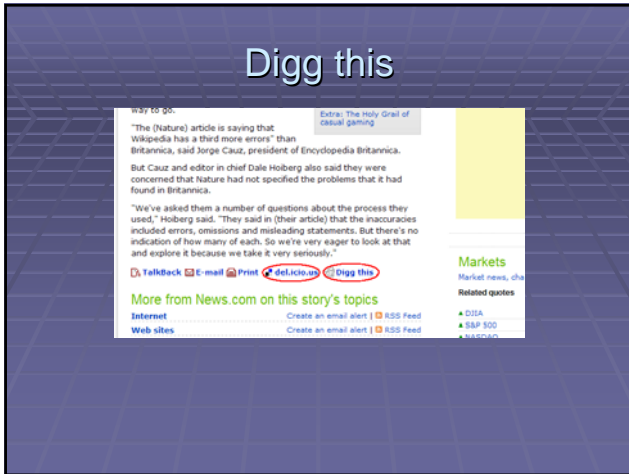 Digg this
way to go.
Extra: The Holy Grail of
casual gaming
"The (Nature) article is saying that
Wikipedia has a third more errors" than
Britannica, said Jorge Cauz, president of Encyclopedia Britannica.
But Cauz and editor in chief Dale Hoiberg also said they were
concerned that Nature had not specified the problems that it had
found in Britannica.
"We've asked them a number of questions about the process they
used," Hoiberg said. "They said in (their article) that the inaccuracies
included errors, omissions and misleading statements. But there's no
indication of how many of each. So we're very eager to look at that
and explore it because we take it very seriously."
TalkBack E-mail Print del.icio.us Digg this
More from News.com on this story's topics
Internet Create an email alert | RSS Feed
Web sites Create an email alert | RSS Feed
Markets
Market news, cha
Related quotes
DJIA
S&P 500
NASDAQ